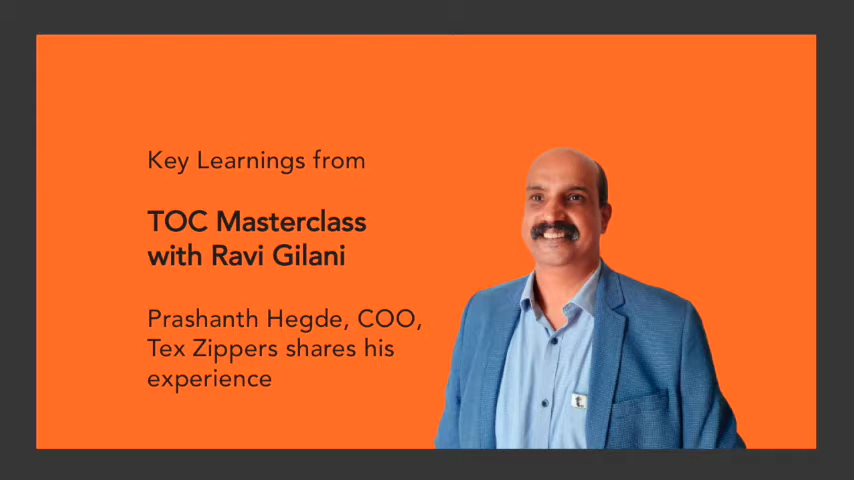 Key Learnings from
TOC Masterclass
with Ravi Gilani
Prashanth Hegde, COO,
Tex Zippers shares his
experience
t.